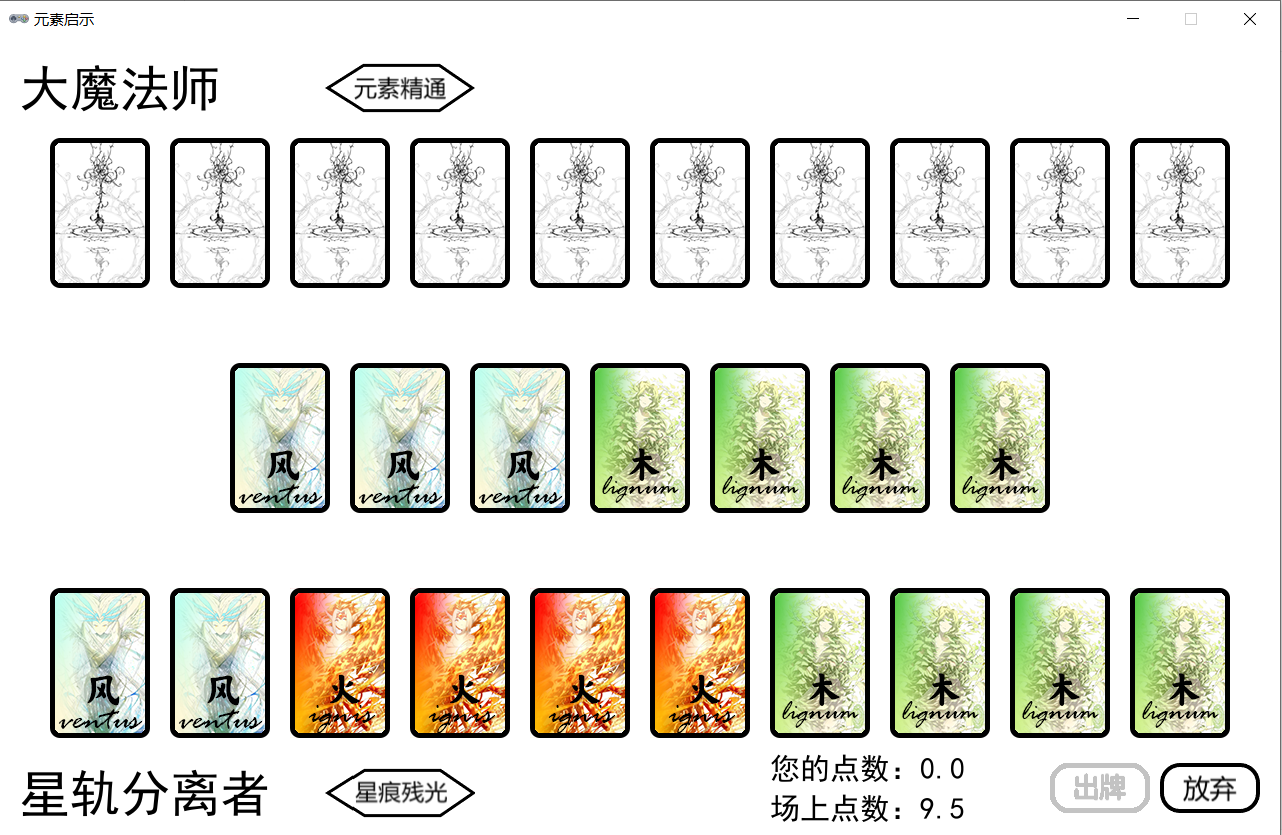 元素启示
大魔法师 元素精通
风 风 风 木 木 木 木
ventus ventus ventus lignum lignum lignum lignum
风 风 火 火 火 火 木 木 木 木
ventus ventus ignis ignis ignis ignis lignum lignum lignum lignum
星轨分离者 星痕残光
您的点数：0.0
场上点数：9.5
出牌 放弃